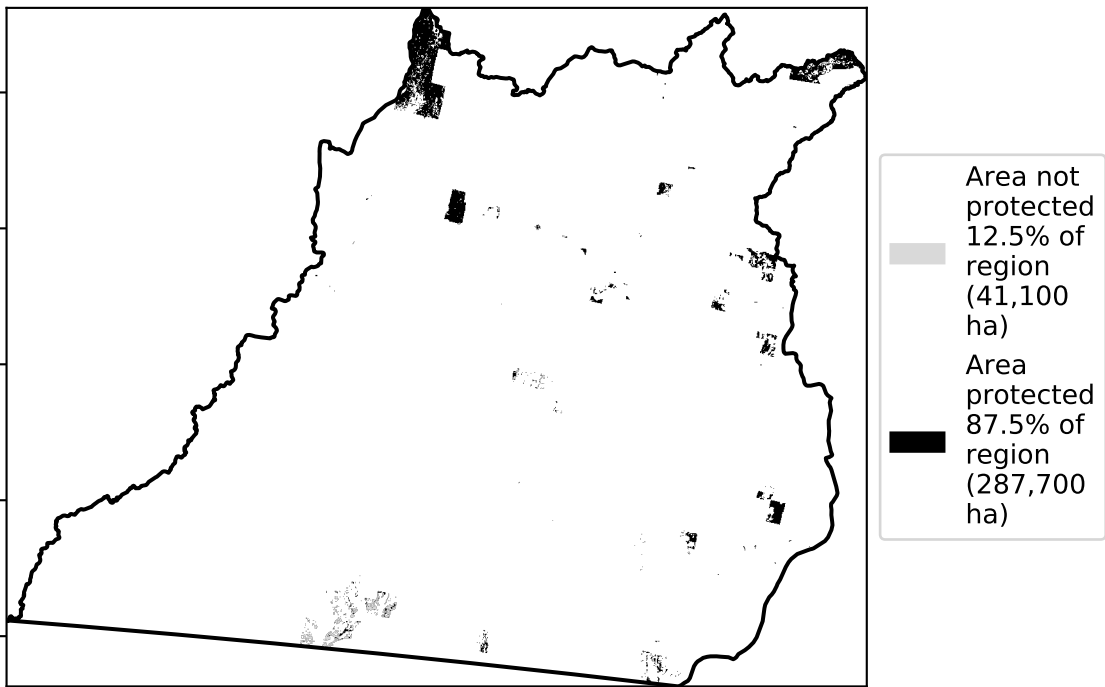 Area not
protected
12.5% of
region
(41,100
ha)
Area
protected
87.5% of
region
(287,700
ha)